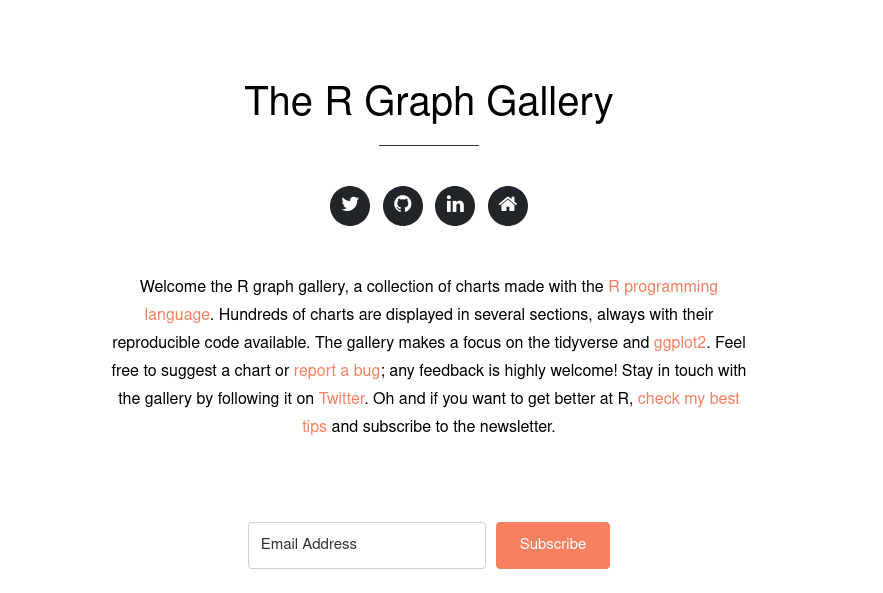 The R Graph Gallery
Welcome the R graph gallery, a collection of charts made with the R programming
language. Hundreds of charts are displayed in several sections, always with their
reproducible code available. The gallery makes a focus on the tidyverse and ggplot2. Feel
free to suggest a chart or report a bug; any feedback is highly welcome! Stay in touch with
the gallery by following it on Twitter. Oh and if you want to get better at R, check my best
tips and subscribe to the newsletter.
Email Address
Subscribe